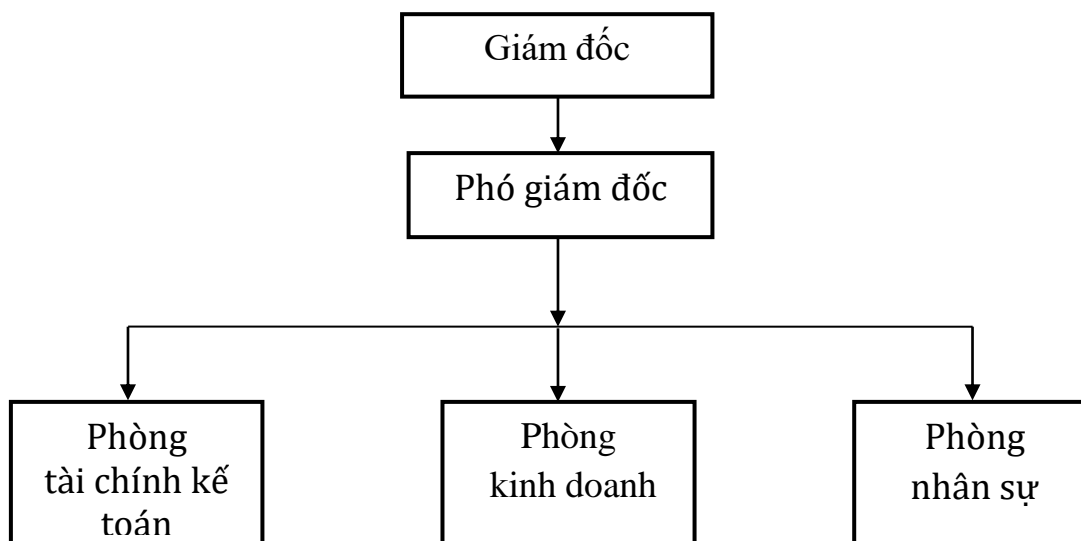 Giám đốc
Phó giám đốc
Phòng
tài chính kế
toán
Phòng
kinh doanh
Phòng
nhân sự